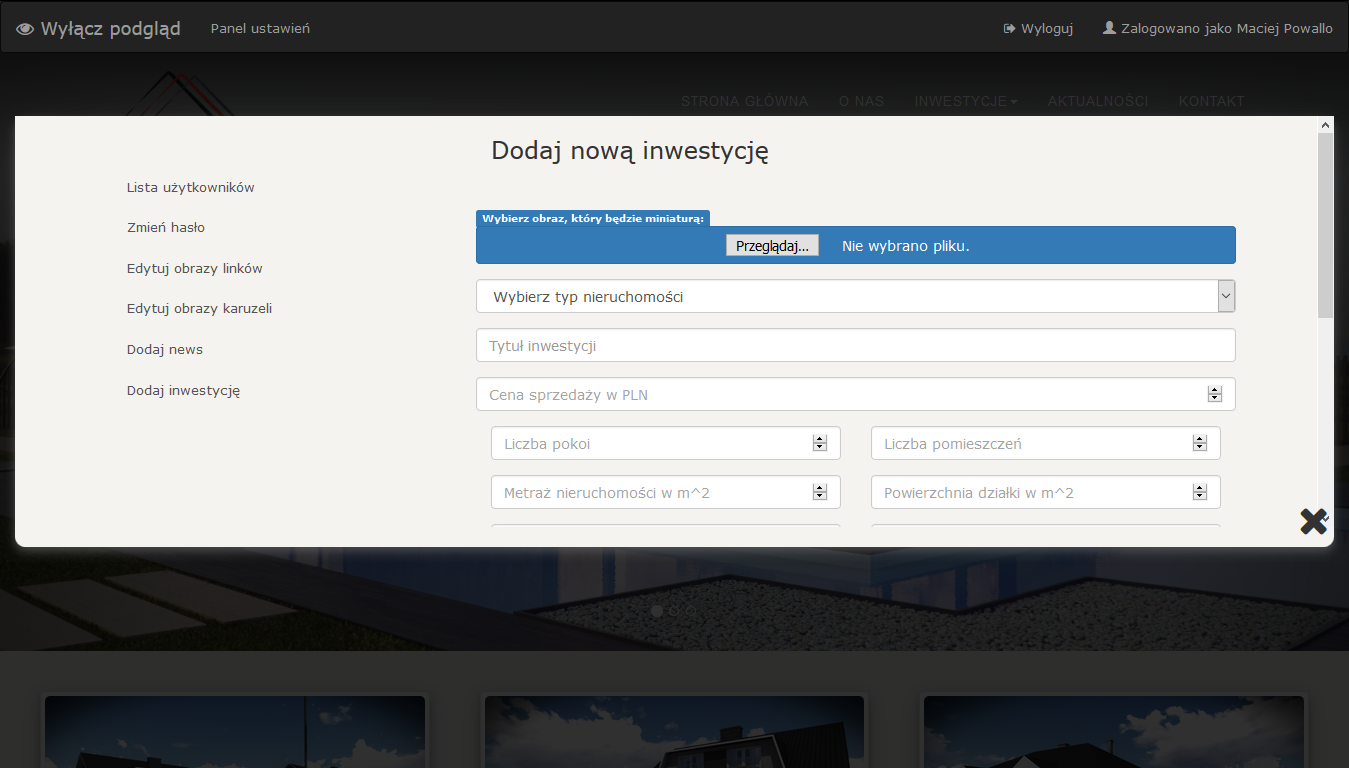 Wyłącz podgląd Panel ustawień Wyloguj Zalogowano jako Maciej Powallo
STRONA GŁÓWNA O NAS INWESTYCJE AKTUALNOŚCI KONTAKT
Dodaj nową inwestycję
Lista użytkowników
Zmień hasło
Edytuj obrazy linków
Edytuj obrazy karuzeli
Dodaj news
Dodaj inwestycję
Wybierz obraz, który będzie miniaturą:
Przeglądaj... Nie wybrano pliku.
Wybierz typ nieruchomości
Tytuł inwestycji
Cena sprzedaży w PLN
Liczba pokoi Liczba pomieszczeń
Metraż nieruchomości w m^2 Powierzchnia działki w m^2